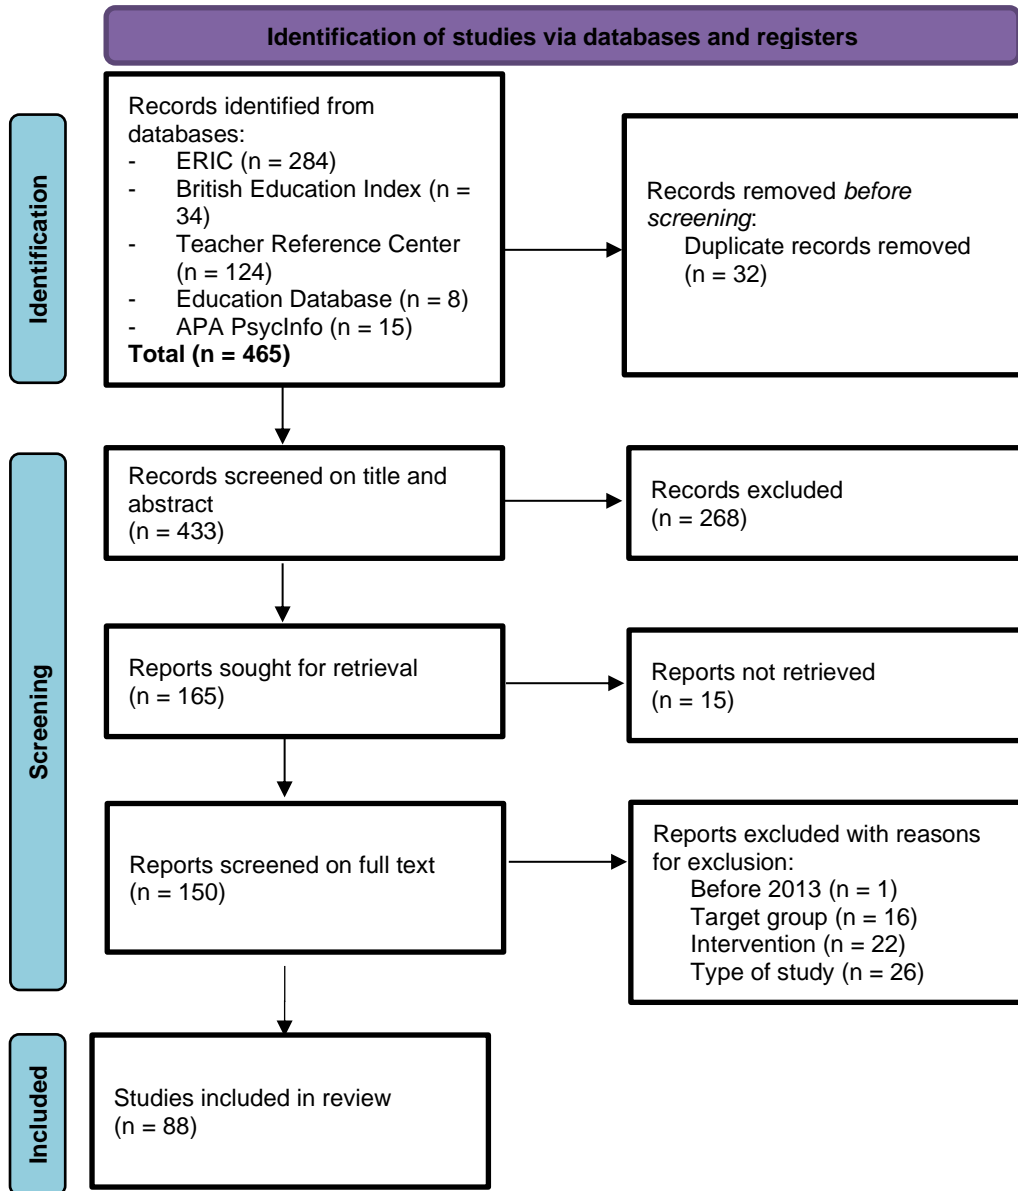 Identification of studies via databases and registers
Identification
Records identified from
databases:
- ERIC (n = 284)
- British Education Index (n =
34)
- Teacher Reference Center
(n = 124)
- Education Database (n = 8)
- APA PsycInfo (n = 15)
Total (n = 465)
Records removed before
screening:
Duplicate records removed
(n = 32)
Screening
Records screened on title and
abstract
(n = 433)
Records excluded
(n = 268)
Reports sought for retrieval
(n = 165)
Reports not retrieved
(n = 15)
Reports screened on full text
(n = 150)
Reports excluded with reasons
for exclusion:
Before 2013 (n = 1)
Target group (n = 16)
Intervention (n = 22)
Type of study (n = 26)
Included
Studies included in review
(n = 88)